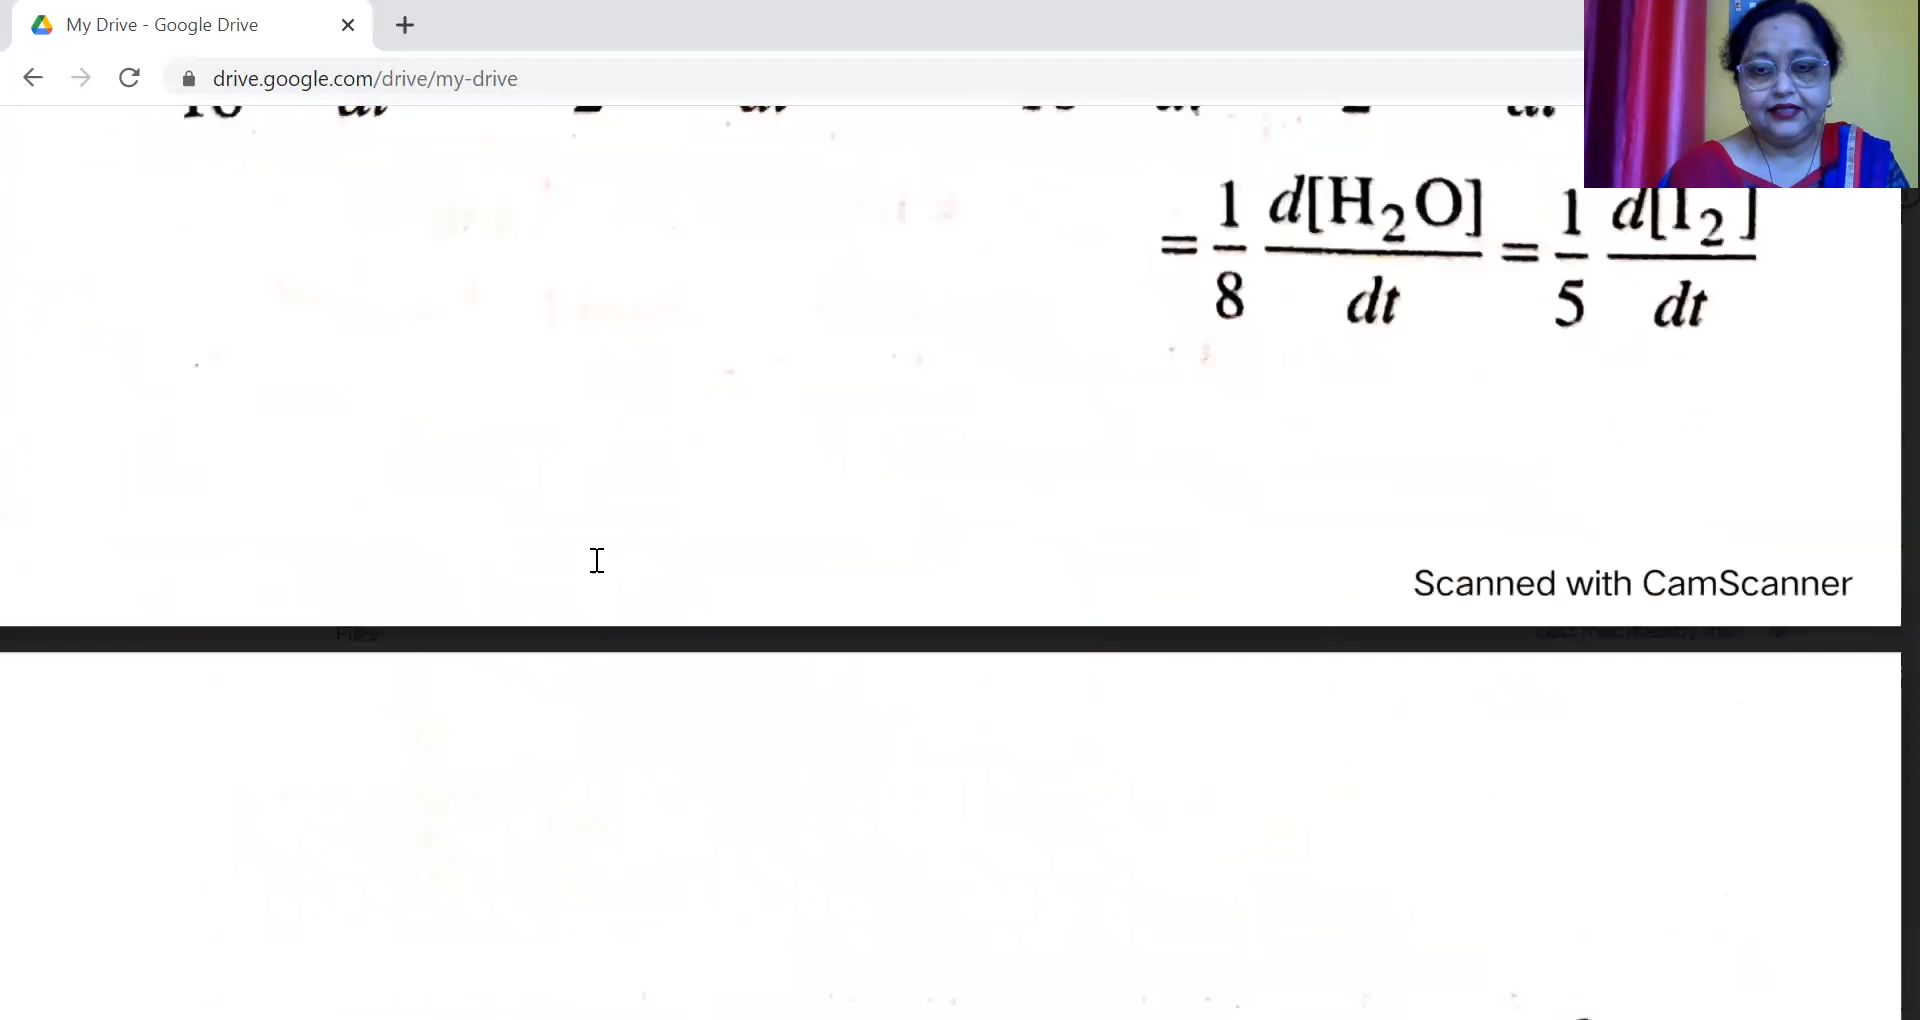 My Drive - Google Drive
drive.google.com/drive/my-drive
= 1/8 d[H₂O]/dt = 1/5 d[I₂]/dt
Scanned with CamScanner